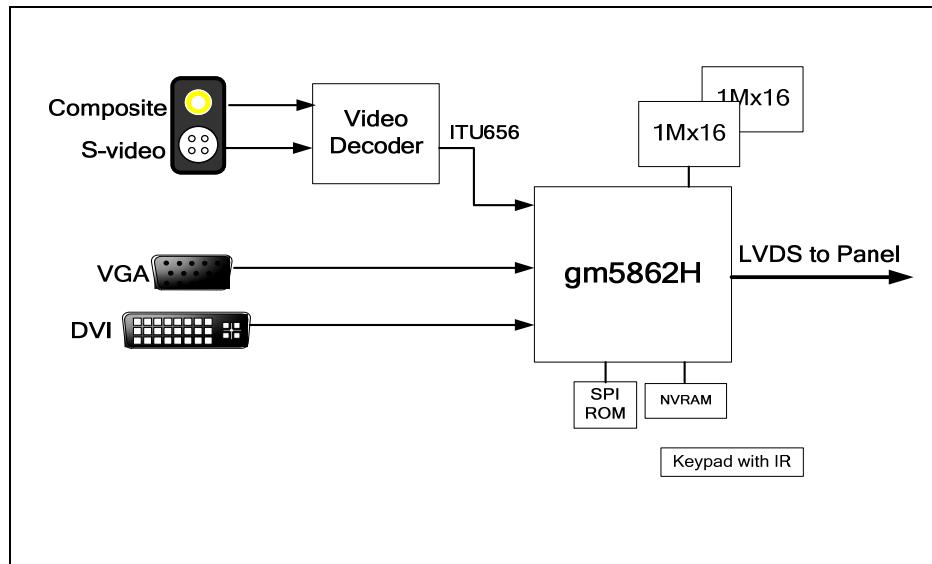 Composite
S-video
Video
Decoder
ITU656
1Mx16
1Mx16
VGA
DVI
gm5862H
LVDS to Panel
SPI
ROM
NVRAM
Keypad with IR